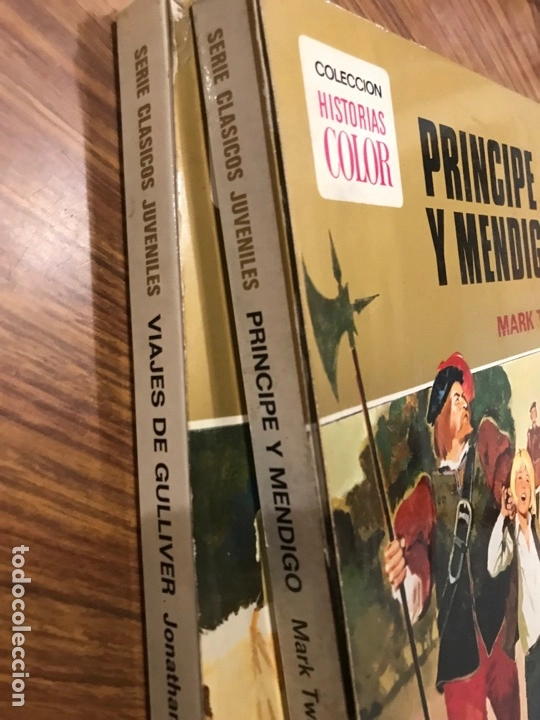 SERIE CLASICOS JUVENILES VIAJES DE GULLIVER. Jonathan
SERIE CLASICOS JUVENILES PRINCIPE Y MENDIGO Mark Tw
COLECCION
HISTORIAS
COLOR
PRINCIPE
Y MENDIG
MARK T
todocoleccion.net